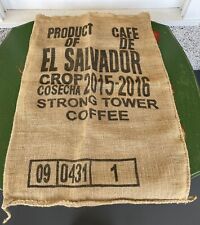 PRODUCT CAFE
OF DE
EL SALVADOR
CROP 2015-2016
COSECHA
STRONG TOWER
COFFEE
09 0431 1